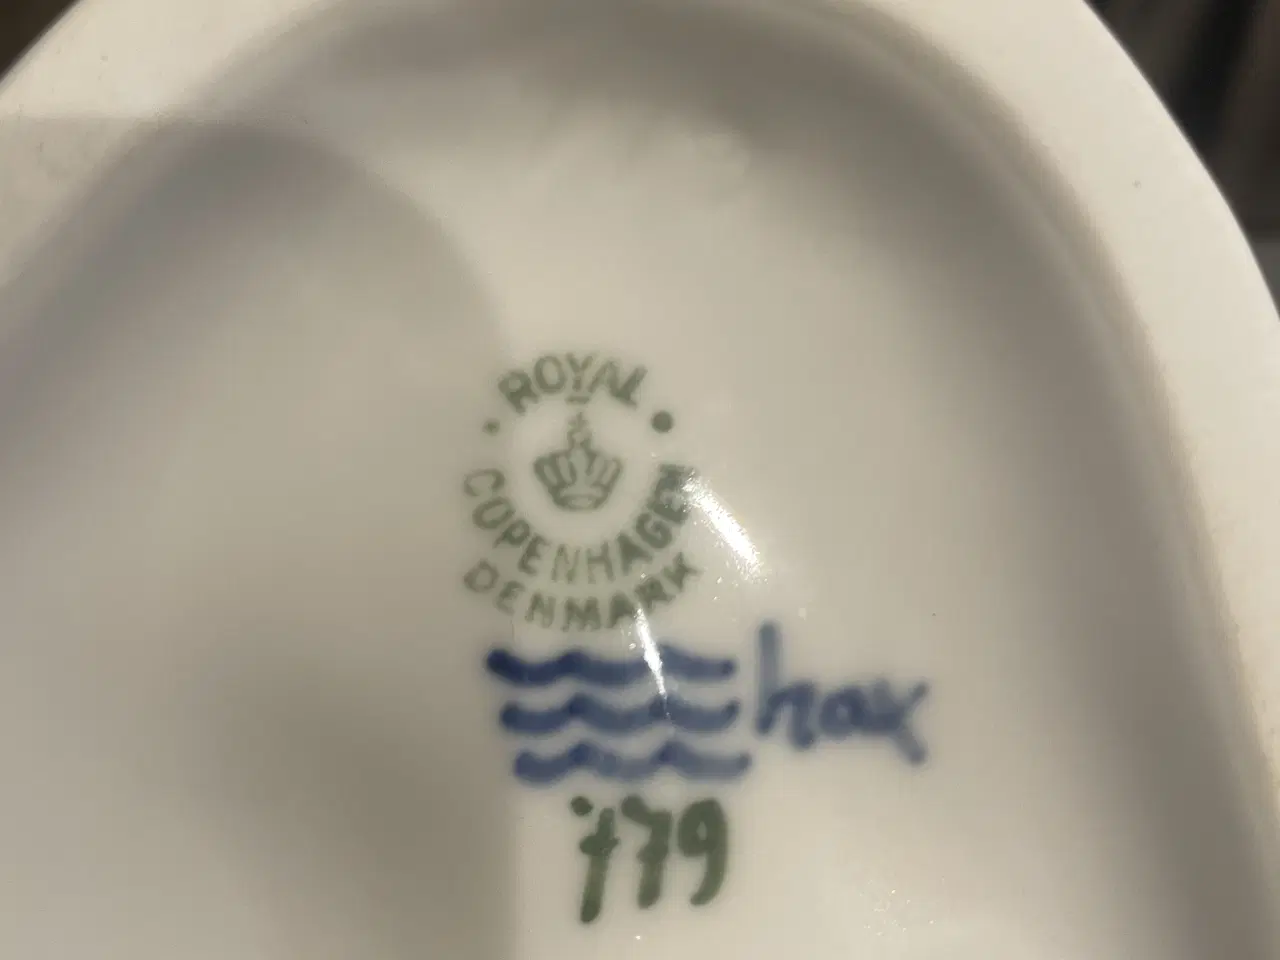 ROYAL
COPENHAGEN
DENMARK
hax
779